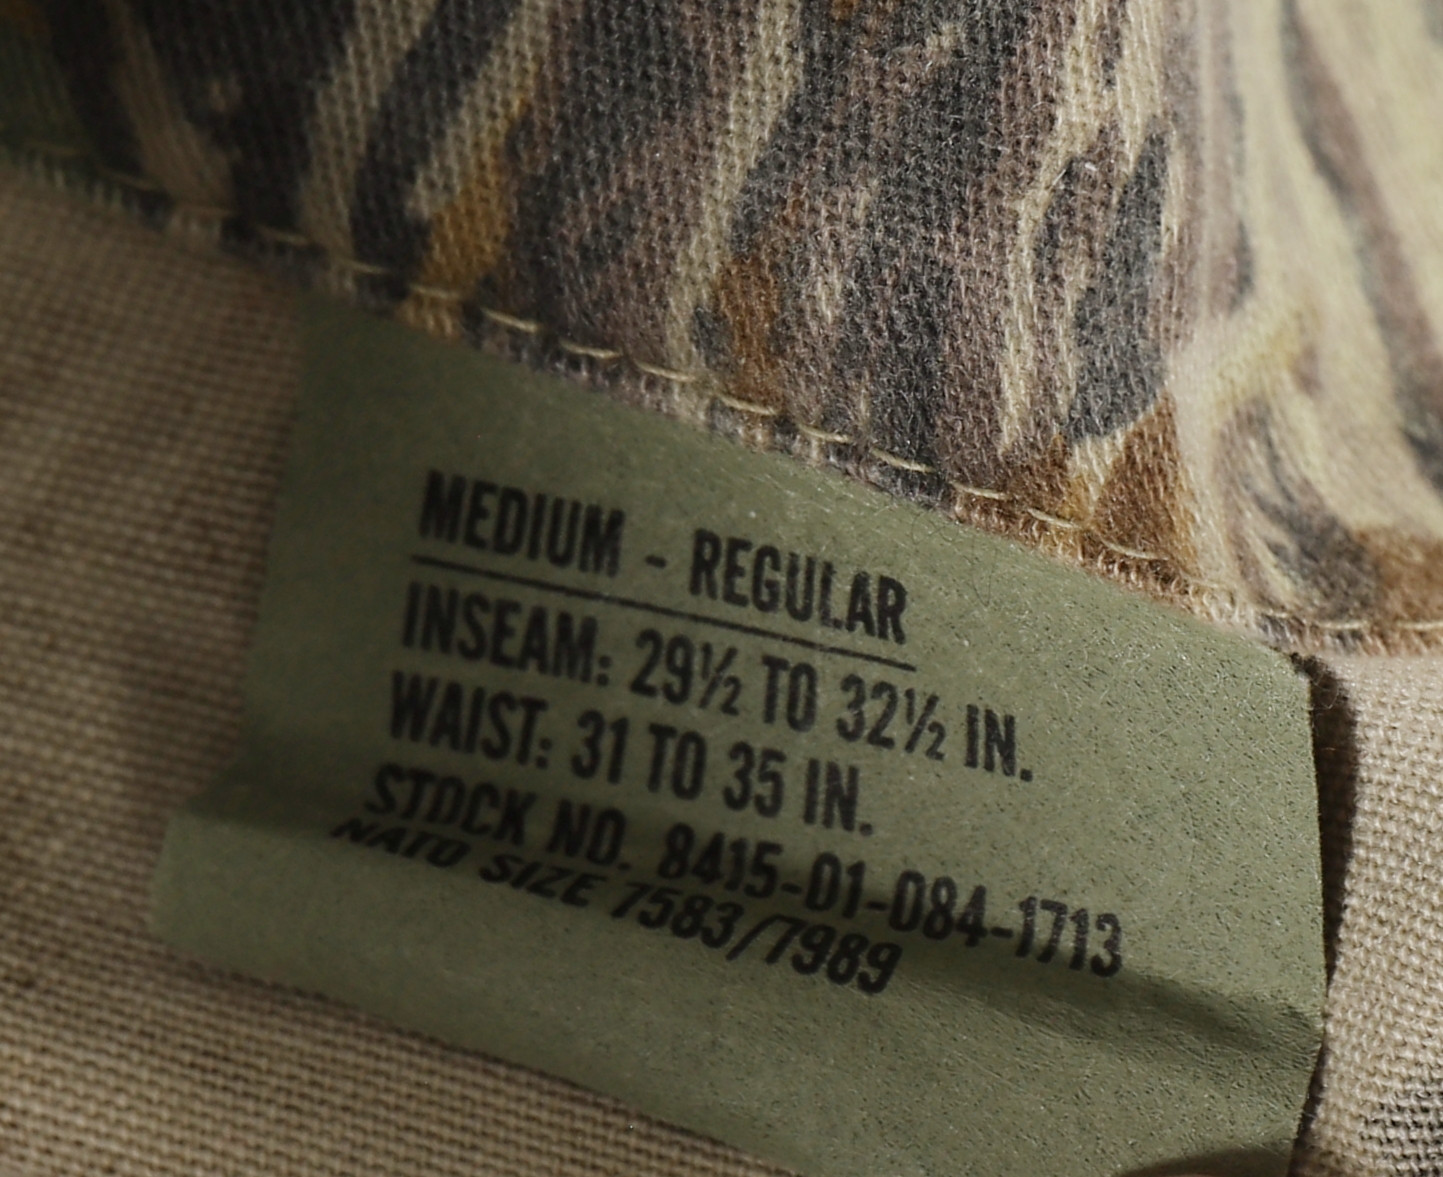 MEDIUM - REGULAR
INSEAM: 29½ TO 32½ IN.
WAIST: 31 TO 35 IN.
STOCK NO. 8415-01-084-1713
NATO SIZE 7583/7989